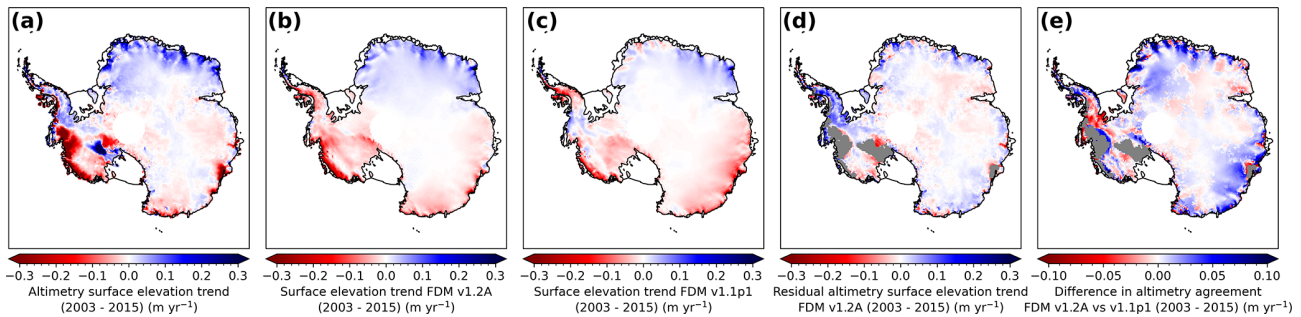 (a) (b) (c) (d) (e)
−0.3 −0.2 −0.1 0.0 0.1 0.2 0.3
Altimetry surface elevation trend
(2003 - 2015) (m yr⁻¹)
−0.3 −0.2 −0.1 0.0 0.1 0.2 0.3
Surface elevation trend FDM v1.2A
(2003 - 2015) (m yr⁻¹)
−0.3 −0.2 −0.1 0.0 0.1 0.2 0.3
Surface elevation trend FDM v1.1p1
(2003 - 2015) (m yr⁻¹)
−0.3 −0.2 −0.1 0.0 0.1 0.2 0.3
Residual altimetry surface elevation trend
FDM v1.2A (2003 - 2015) (m yr⁻¹)
−0.10 −0.05 0.00 0.05 0.10
Difference in altimetry agreement
FDM v1.2A vs v1.1p1 (2003 - 2015) (m yr⁻¹)